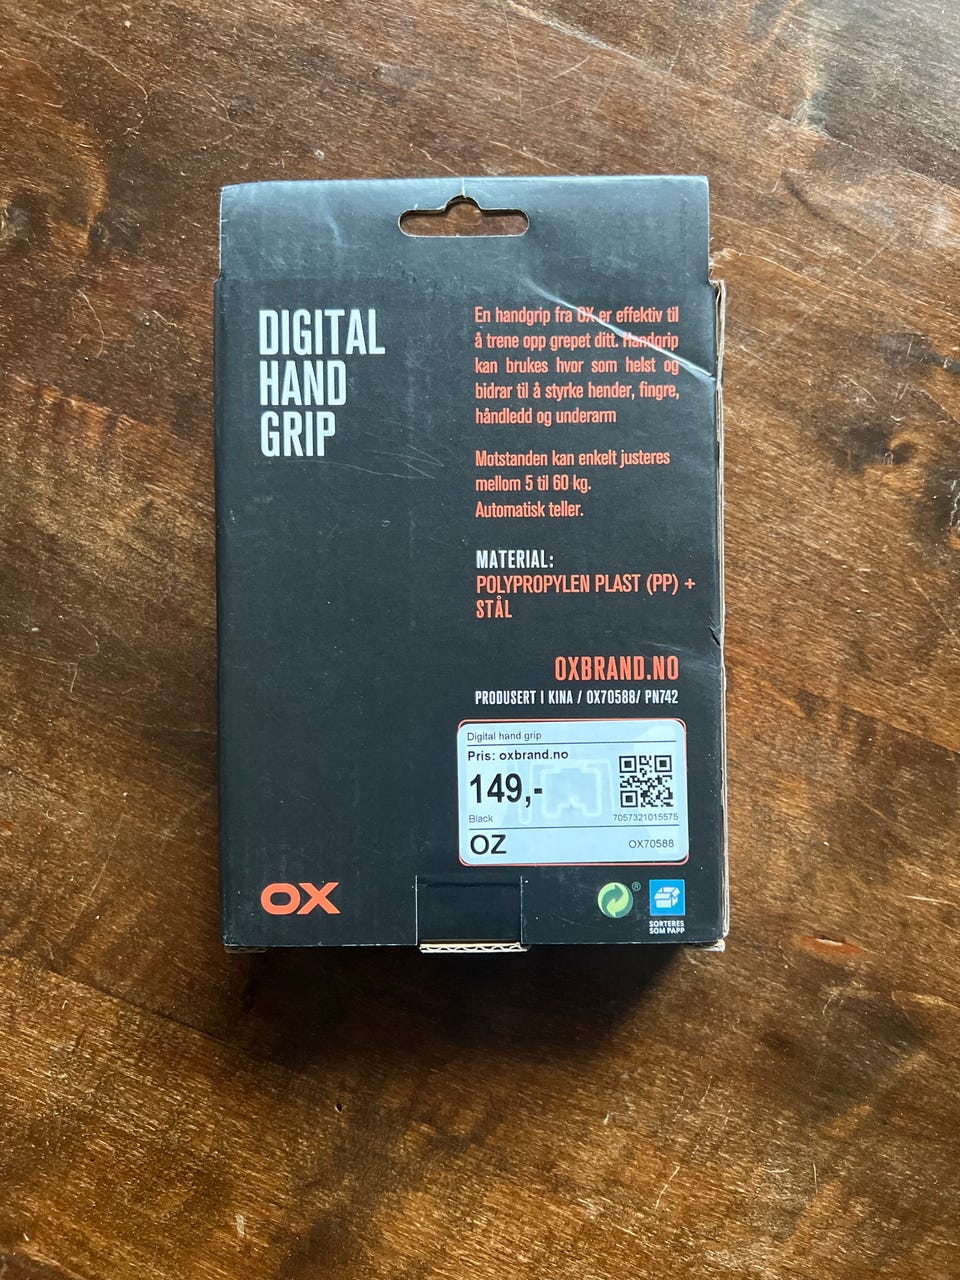 DIGITAL
HAND
GRIP
En handgrip fra OX er effektiv til
å trene opp grepet ditt. Handgrip
kan brukes hvor som helst og
bidrar til å styrke hender, fingre,
håndledd og underarm
Motstanden kan enkelt justeres
mellom 5 til 60 kg.
Automatisk teller.
MATERIAL:
POLYPROPYLEN PLAST (PP) +
STÅL
OXBRAND.NO
PRODUSERT I KINA / OX70588/ PN742
Digital hand grip
Pris: oxbrand.no
149,-
Black
7057321015575
OZ
OX70588
OX
®
SORTERES
SOM PAPP